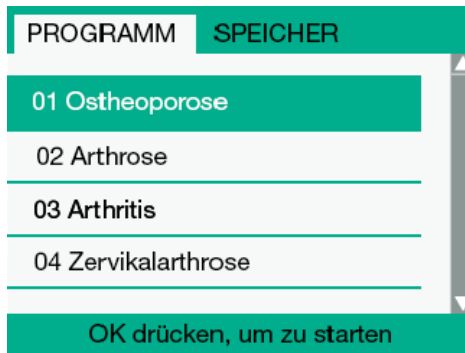 PROGRAMM SPEICHER
01 Ostheoporose
02 Arthrose
03 Arthritis
04 Zervikalarthrose
OK drücken, um zu starten